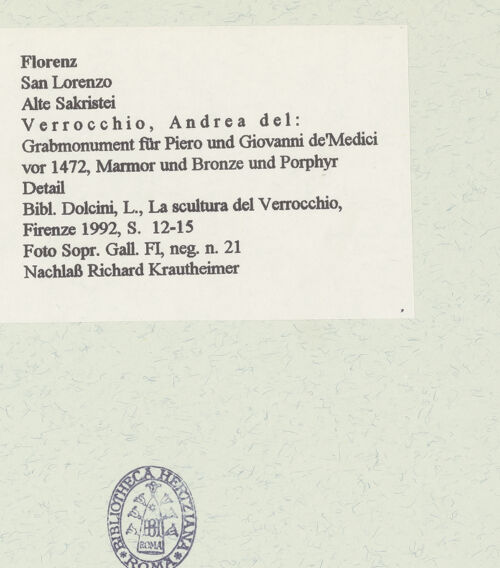 Florenz
San Lorenzo
Alte Sakristei
Verrocchio, Andrea del:
Grabmonument für Piero und Giovanni de'Medici
vor 1472, Marmor und Bronze und Porphyr
Detail
Bibl. Dolcini, L., La scultura del Verrocchio,
Firenze 1992, S. 12-15
Foto Sopr. Gall. FI, neg. n. 21
Nachlaß Richard Krautheimer
BIBLIOTHECA HERTZIANA
BH
ROMA
* ROMA *